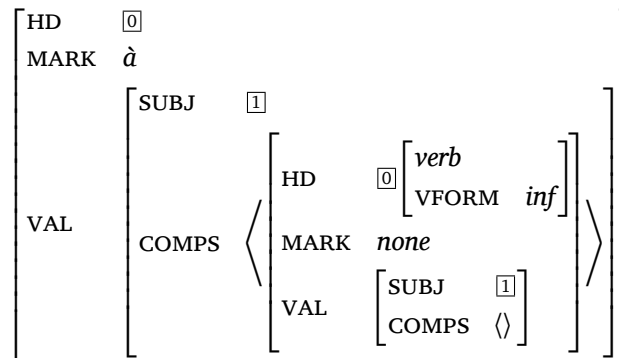 HD 0
MARK à
SUBJ 1
HD 0 verb
VFORM inf
VAL
COMPS ⟨ MARK none ⟩
VAL SUBJ 1
COMPS ⟨⟩